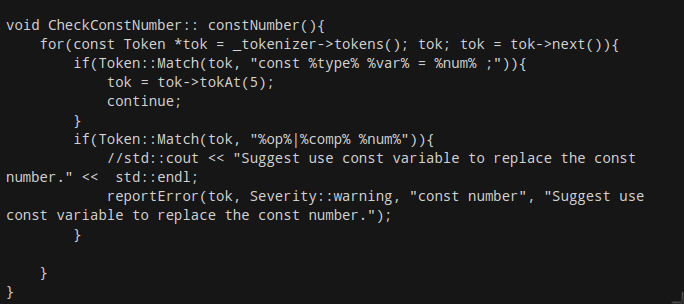 void CheckConstNumber:: constNumber(){
    for(const Token *tok = _tokenizer->tokens(); tok; tok = tok->next()){
        if(Token::Match(tok, "const %type% %var% = %num% ;")){
            tok = tok->tokAt(5);
            continue;
        }
        if(Token::Match(tok, "%op%|%comp% %num%")){
            //std::cout << "Suggest use const variable to replace the const
number." <<  std::endl;
            reportError(tok, Severity::warning, "const number", "Suggest use
const variable to replace the const number.");
        }

    }
}